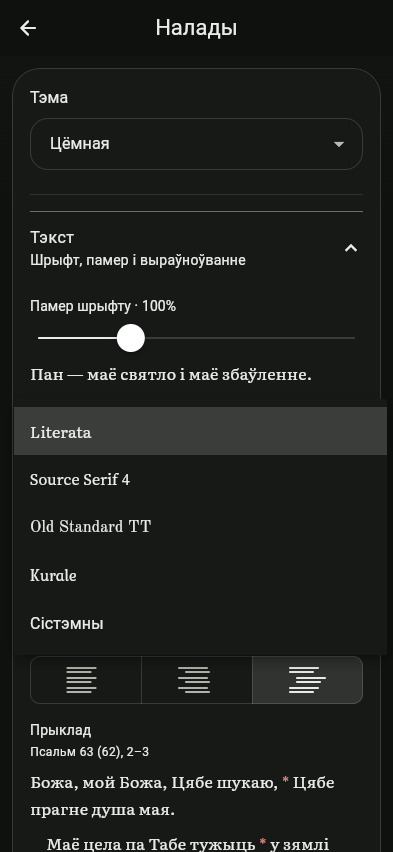 Налады
Тэма
Цёмная
Тэкст
Шрыфт, памер і выраўноўванне
Памер шрыфту · 100%
Пан — маё святло і маё збаўленне.
Literata
Source Serif 4
Old Standard TT
Kurale
Сістэмны
Прыклад
Псальм 63 (62), 2–3
Божа, мой Божа, Цябе шукаю, * Цябе
прагне душа мая.
Маё цела па Табе тужыць * у зямлі